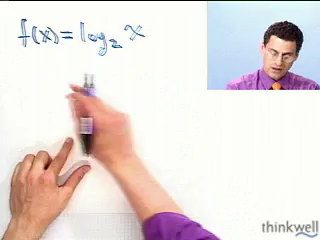 f(x) = log₂ x
thinkwell